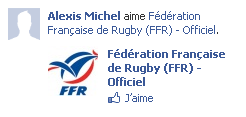 Alexis Michel aime Fédération
Française de Rugby (FFR) - Officiel.
Fédération Française
de Rugby (FFR) -
Officiel
FFR
J'aime